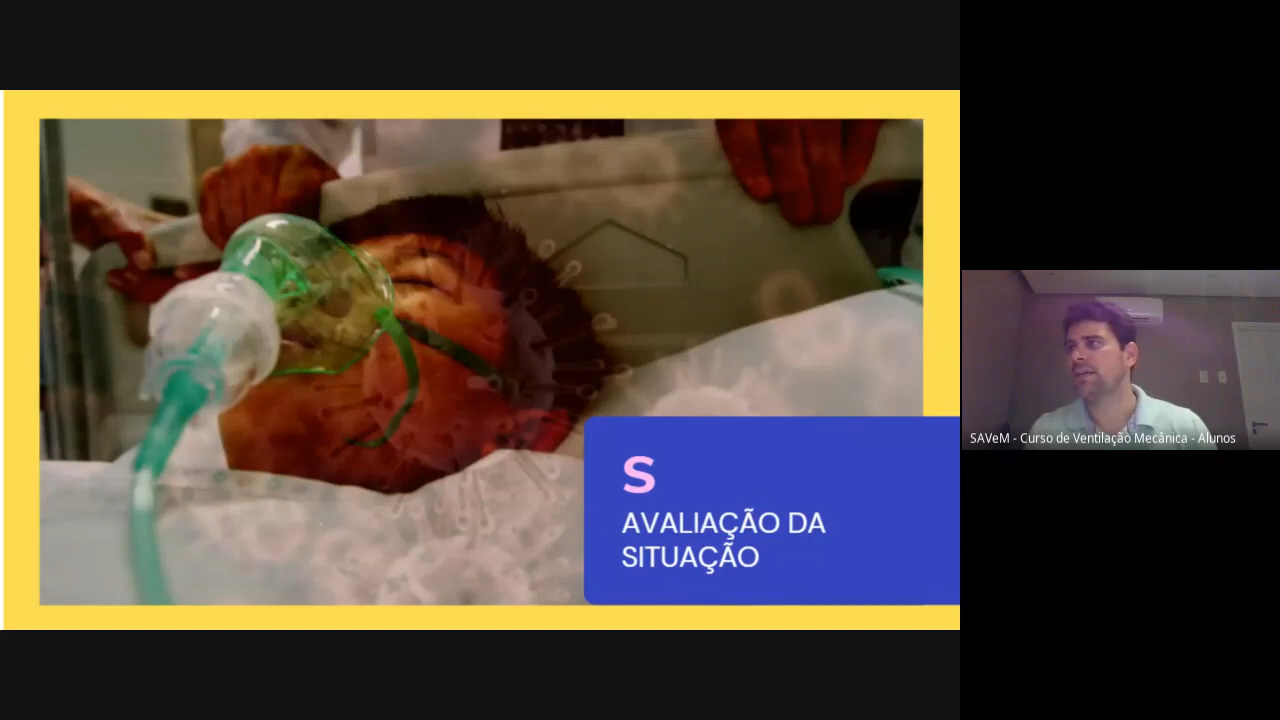 S
AVALIAÇÃO DA
SITUAÇÃO
SAVeM - Curso de Ventilação Mecânica - Alunos